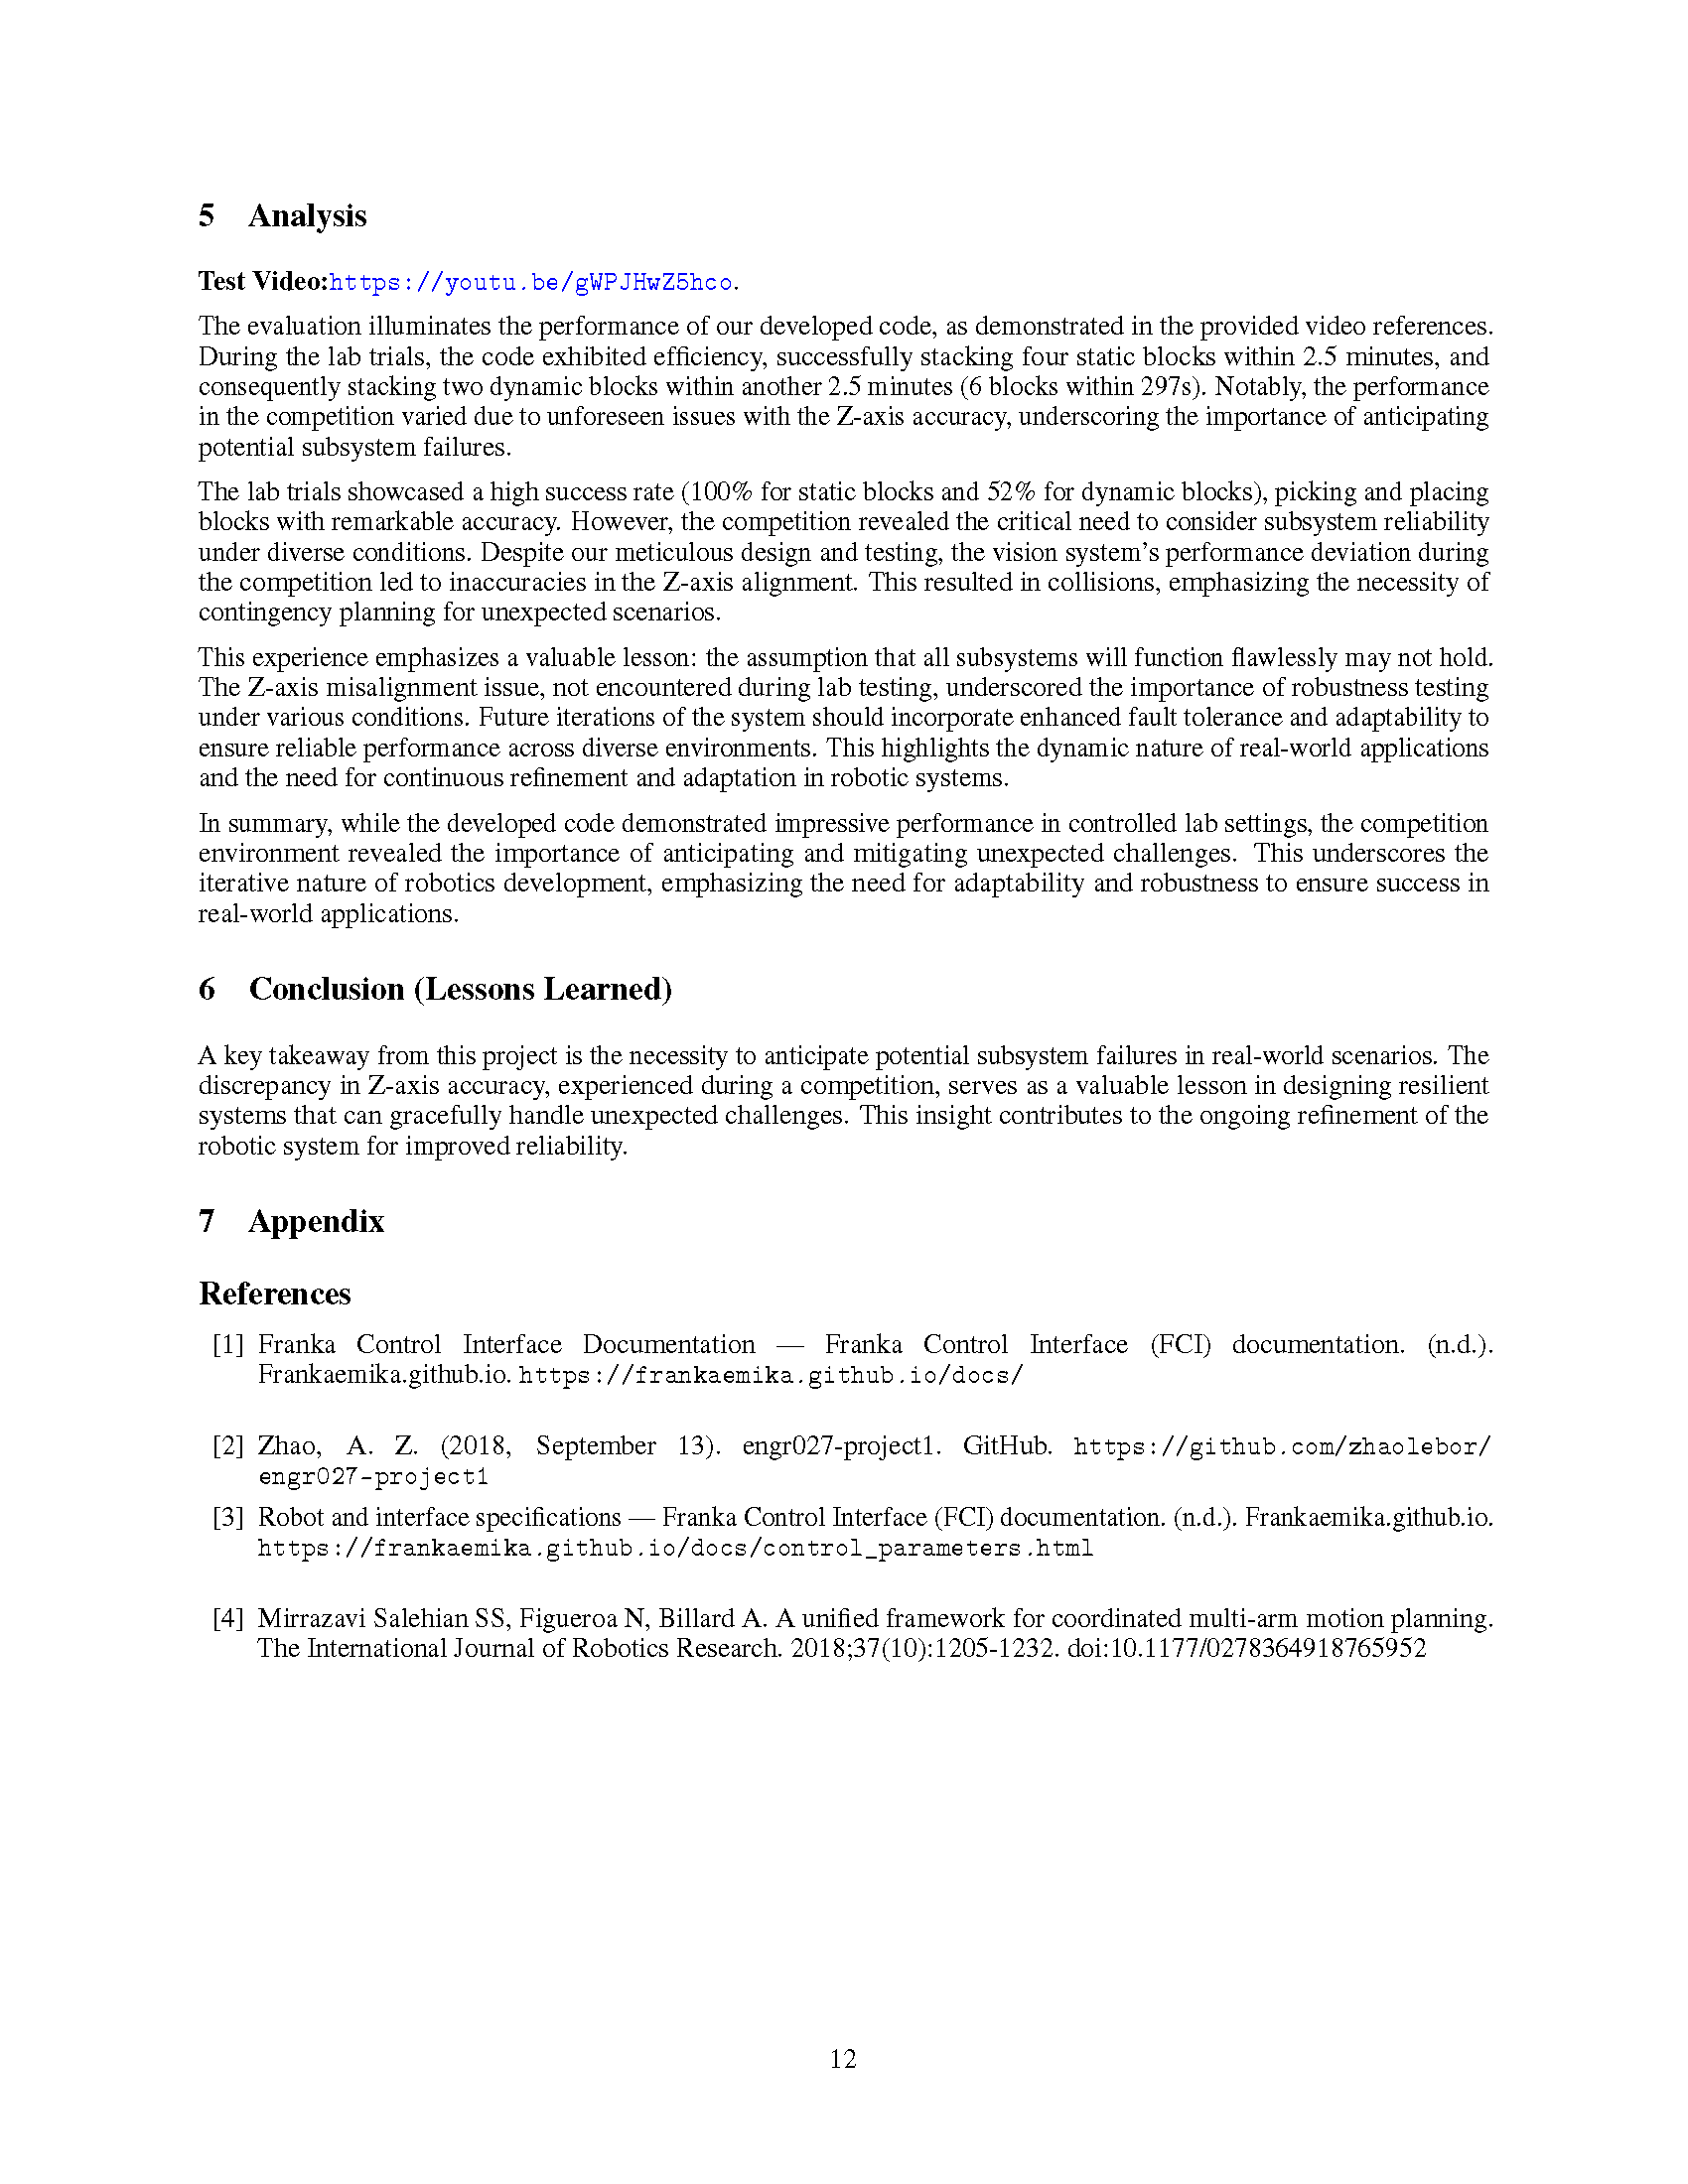 5 Analysis
Test Video:https://youtu.be/gWPJHwZ5hco.
The evaluation illuminates the performance of our developed code, as demonstrated in the provided video references.
During the lab trials, the code exhibited efficiency, successfully stacking four static blocks within 2.5 minutes, and
consequently stacking two dynamic blocks within another 2.5 minutes (6 blocks within 297s). Notably, the performance
in the competition varied due to unforeseen issues with the Z-axis accuracy, underscoring the importance of anticipating
potential subsystem failures.
The lab trials showcased a high success rate (100% for static blocks and 52% for dynamic blocks), picking and placing
blocks with remarkable accuracy. However, the competition revealed the critical need to consider subsystem reliability
under diverse conditions. Despite our meticulous design and testing, the vision system's performance deviation during
the competition led to inaccuracies in the Z-axis alignment. This resulted in collisions, emphasizing the necessity of
contingency planning for unexpected scenarios.
This experience emphasizes a valuable lesson: the assumption that all subsystems will function flawlessly may not hold.
The Z-axis misalignment issue, not encountered during lab testing, underscored the importance of robustness testing
under various conditions. Future iterations of the system should incorporate enhanced fault tolerance and adaptability to
ensure reliable performance across diverse environments. This highlights the dynamic nature of real-world applications
and the need for continuous refinement and adaptation in robotic systems.
In summary, while the developed code demonstrated impressive performance in controlled lab settings, the competition
environment revealed the importance of anticipating and mitigating unexpected challenges. This underscores the
iterative nature of robotics development, emphasizing the need for adaptability and robustness to ensure success in
real-world applications.
6 Conclusion (Lessons Learned)
A key takeaway from this project is the necessity to anticipate potential subsystem failures in real-world scenarios. The
discrepancy in Z-axis accuracy, experienced during a competition, serves as a valuable lesson in designing resilient
systems that can gracefully handle unexpected challenges. This insight contributes to the ongoing refinement of the
robotic system for improved reliability.
7 Appendix
References
[1] Franka Control Interface Documentation — Franka Control Interface (FCI) documentation. (n.d.).
Frankaemika.github.io. https://frankaemika.github.io/docs/
[2] Zhao, A. Z. (2018, September 13). engr027-project1. GitHub. https://github.com/zhaolebor/
engr027-project1
[3] Robot and interface specifications — Franka Control Interface (FCI) documentation. (n.d.). Frankaemika.github.io.
https://frankaemika.github.io/docs/control_parameters.html
[4] Mirrazavi Salehian SS, Figueroa N, Billard A. A unified framework for coordinated multi-arm motion planning.
The International Journal of Robotics Research. 2018;37(10):1205-1232. doi:10.1177/0278364918765952
12